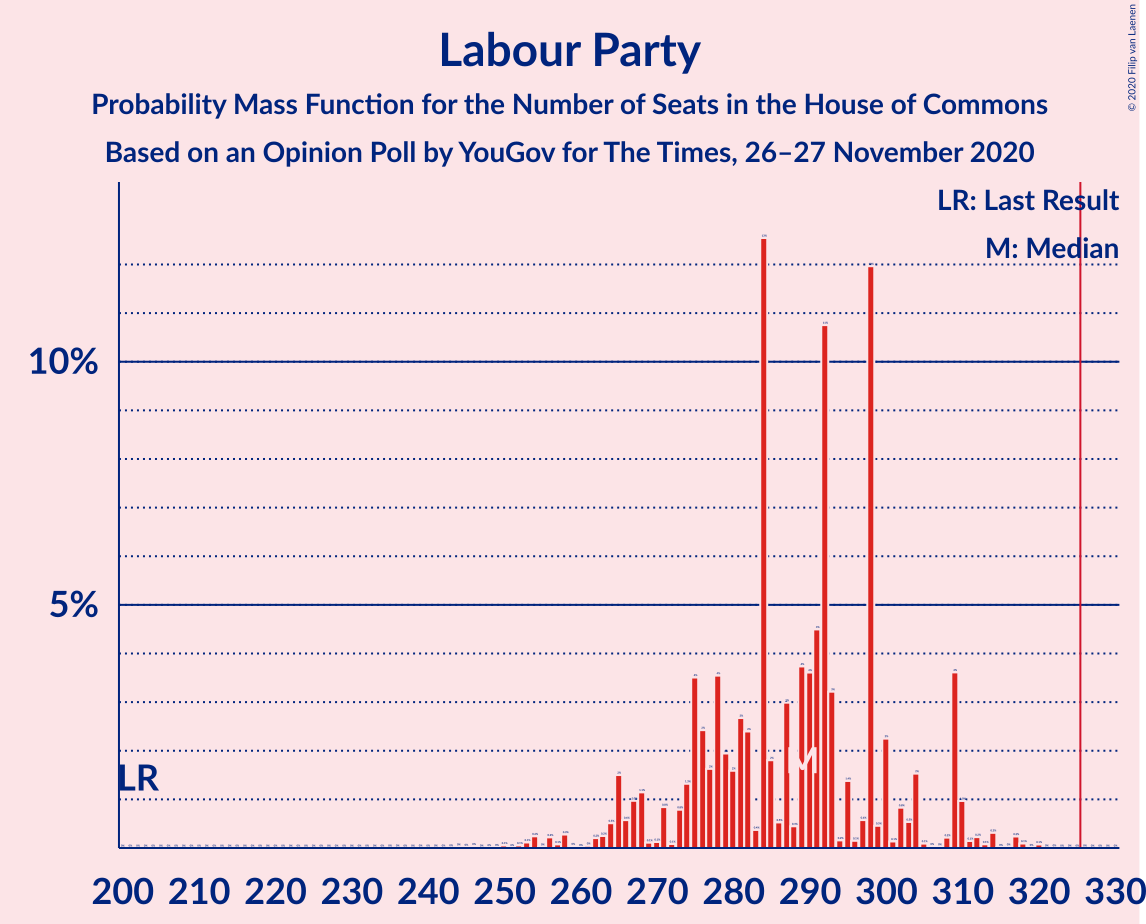 Labour Party
Probability Mass Function for the Number of Seats in the House of Commons
Based on an Opinion Poll by YouGov for The Times, 26–27 November 2020
© 2020 Filip van Laenen
LR: Last Result
M: Median
10%
5%
LR
M
200 210 220 230 240 250 260 270 280 290 300 310 320 330